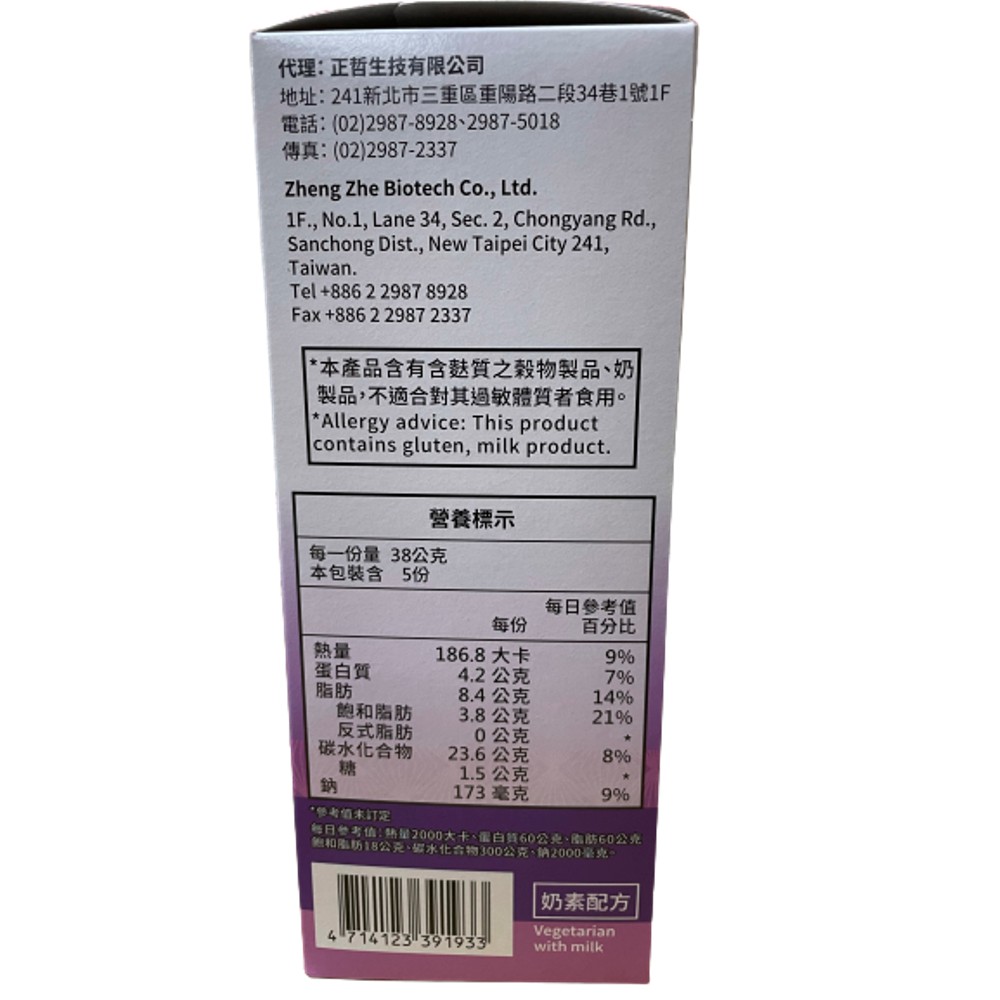 代理：正哲生技有限公司
地址：241新北市三重區重陽路二段34巷1號1F
電話：(02)2987-8928、2987-5018
傳真：(02)2987-2337
Zheng Zhe Biotech Co., Ltd.
1F., No.1, Lane 34, Sec. 2, Chongyang Rd.,
Sanchong Dist., New Taipei City 241,
Taiwan.
Tel +886 2 2987 8928
Fax +886 2 2987 2337
*本產品含有含麩質之穀物製品、奶
製品，不適合對其過敏體質者食用。
*Allergy advice: This product
contains gluten, milk product.
營養標示
每一份量 38公克
本包裝含 5份
每份 每日參考值百分比
熱量 186.8 大卡 9%
蛋白質 4.2 公克 7%
脂肪 8.4 公克 14%
飽和脂肪 3.8 公克 21%
反式脂肪 0 公克 *
碳水化合物 23.6 公克 8%
糖 1.5 公克 *
鈉 173 毫克 9%
*參考值未訂定
每日參考值：熱量2000大卡、蛋白質60公克、脂肪60公克
飽和脂肪18公克、碳水化合物300公克、鈉2000毫克。
4 714123 391933
奶素配方
Vegetarian
with milk